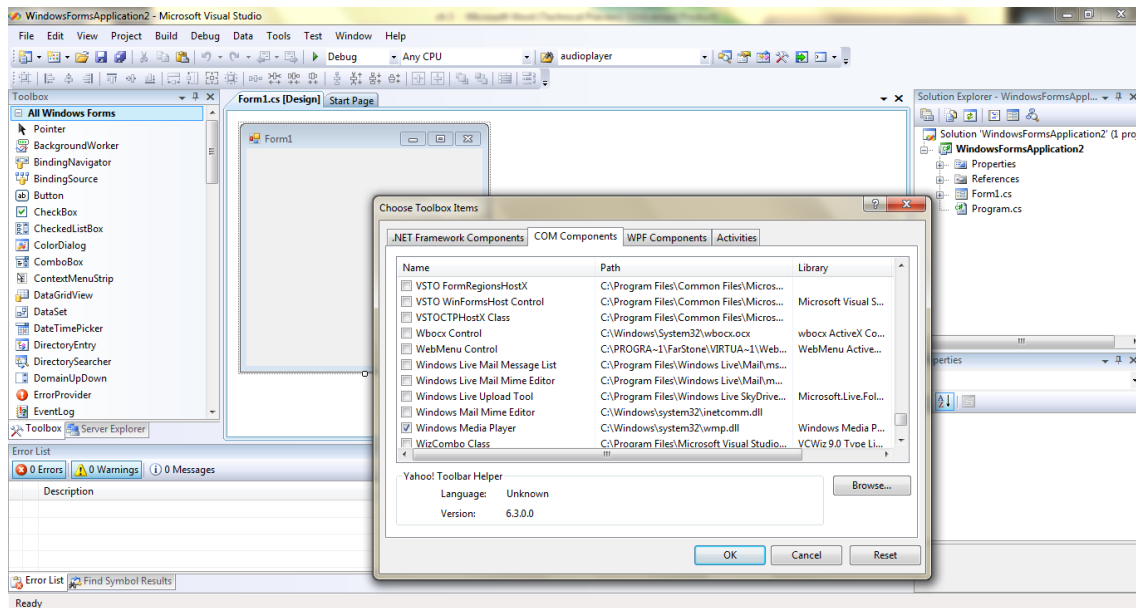 WindowsFormsApplication2 - Microsoft Visual Studio
File Edit View Project Build Debug Data Tools Test Window Help
Debug Any CPU audioplayer
Toolbox
All Windows Forms
Pointer
BackgroundWorker
BindingNavigator
BindingSource
Button
CheckBox
CheckedListBox
ColorDialog
ComboBox
ContextMenuStrip
DataGridView
DataSet
DateTimePicker
DirectoryEntry
DirectorySearcher
DomainUpDown
ErrorProvider
EventLog
Toolbox Server Explorer
Form1.cs [Design] Start Page
Form1
Choose Toolbox Items
.NET Framework Components COM Components WPF Components Activities
Name Path Library
VSTO FormRegionsHostX C:\Program Files\Common Files\Micros...
VSTO WinFormsHost Control C:\Program Files\Common Files\Micros... Microsoft Visual S...
VSTOCTPHostX Class C:\Program Files\Common Files\Micros...
Wbocx Control C:\Windows\System32\wbocx.ocx wbocx ActiveX Co...
WebMenu Control C:\PROGRA~1\FarStone\VIRTUA~1\Web... WebMenu Active...
Windows Live Mail Message List C:\Program Files\Windows Live\Mail\ms...
Windows Live Mail Mime Editor C:\Program Files\Windows Live\Mail\m...
Windows Live Upload Tool C:\Program Files\Windows Live SkyDrive... Microsoft.Live.Fol...
Windows Mail Mime Editor C:\Windows\system32\inetcomm.dll
Windows Media Player C:\Windows\system32\wmp.dll Windows Media P...
WizCombo Class C:\Program Files\Microsoft Visual Studio... VCWiz 9.0 Type Li...
Yahoo! Toolbar Helper
Language: Unknown
Version: 6.3.0.0
Browse...
OK Cancel Reset
Solution Explorer - WindowsFormsAppl...
Solution 'WindowsFormsApplication2' (1 proj
WindowsFormsApplication2
Properties
References
Form1.cs
Program.cs
perties
Error List
0 Errors 0 Warnings 0 Messages
Description
Error List Find Symbol Results
Ready